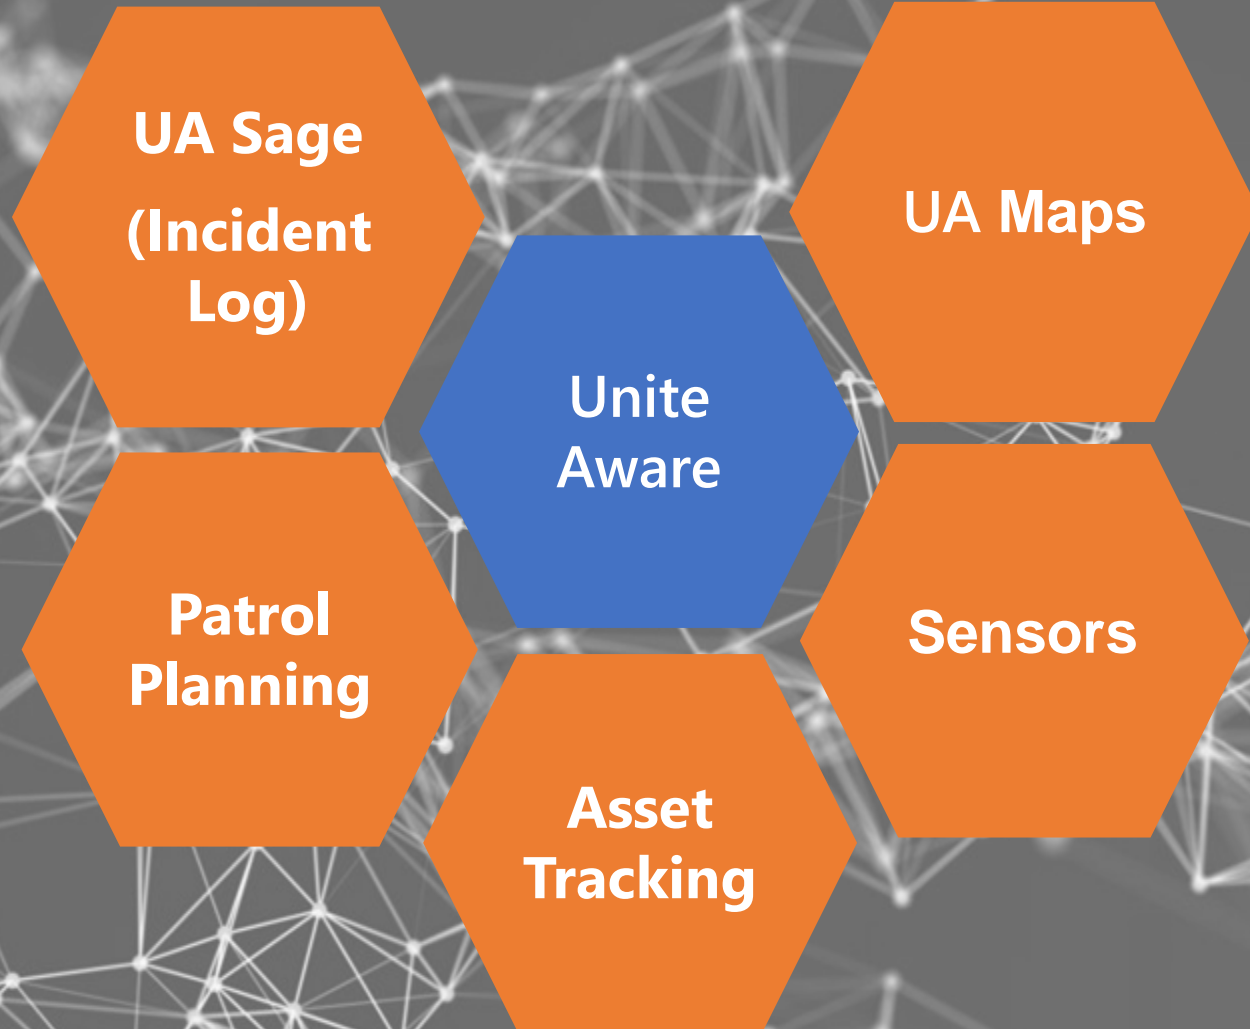 UA Sage
(Incident
Log)
UA Maps
Unite
Aware
Patrol
Planning
Sensors
Asset
Tracking